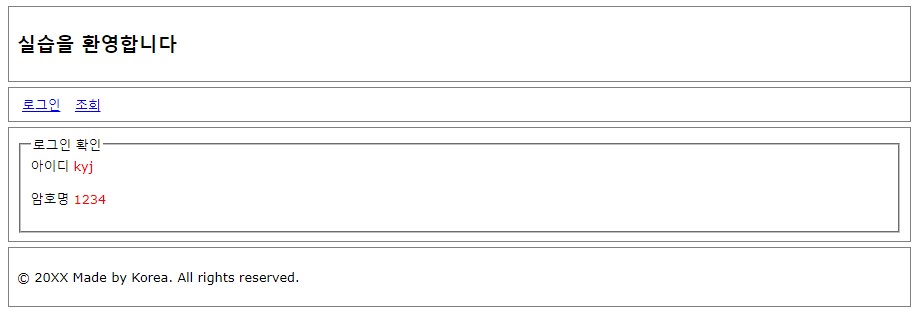 실습을 환영합니다
로그인 조회
로그인 확인
아이디 kyj
암호명 1234
© 20XX Made by Korea. All rights reserved.